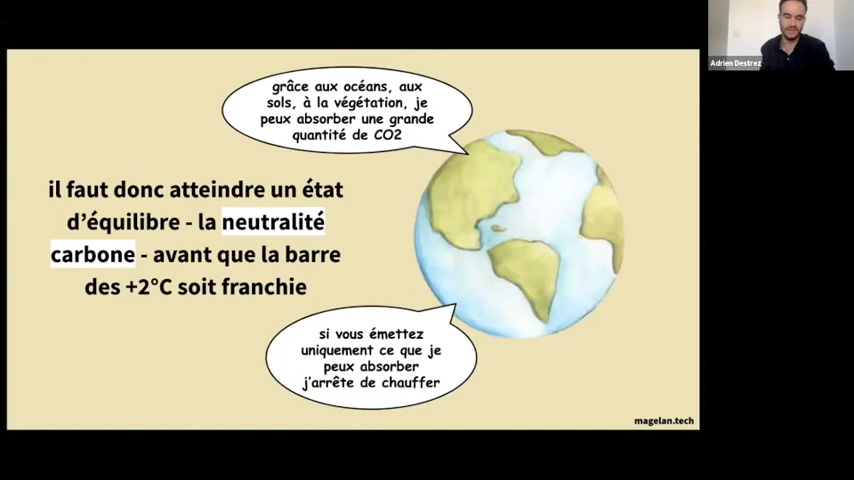 grâce aux océans, aux
sols, à la végétation, je
peux absorber une grande
quantité de CO2
il faut donc atteindre un état
d'équilibre - la neutralité
carbone - avant que la barre
des +2°C soit franchie
si vous émettez
uniquement ce que je
peux absorber
j'arrête de chauffer
magelan.tech
Adrien Destrez